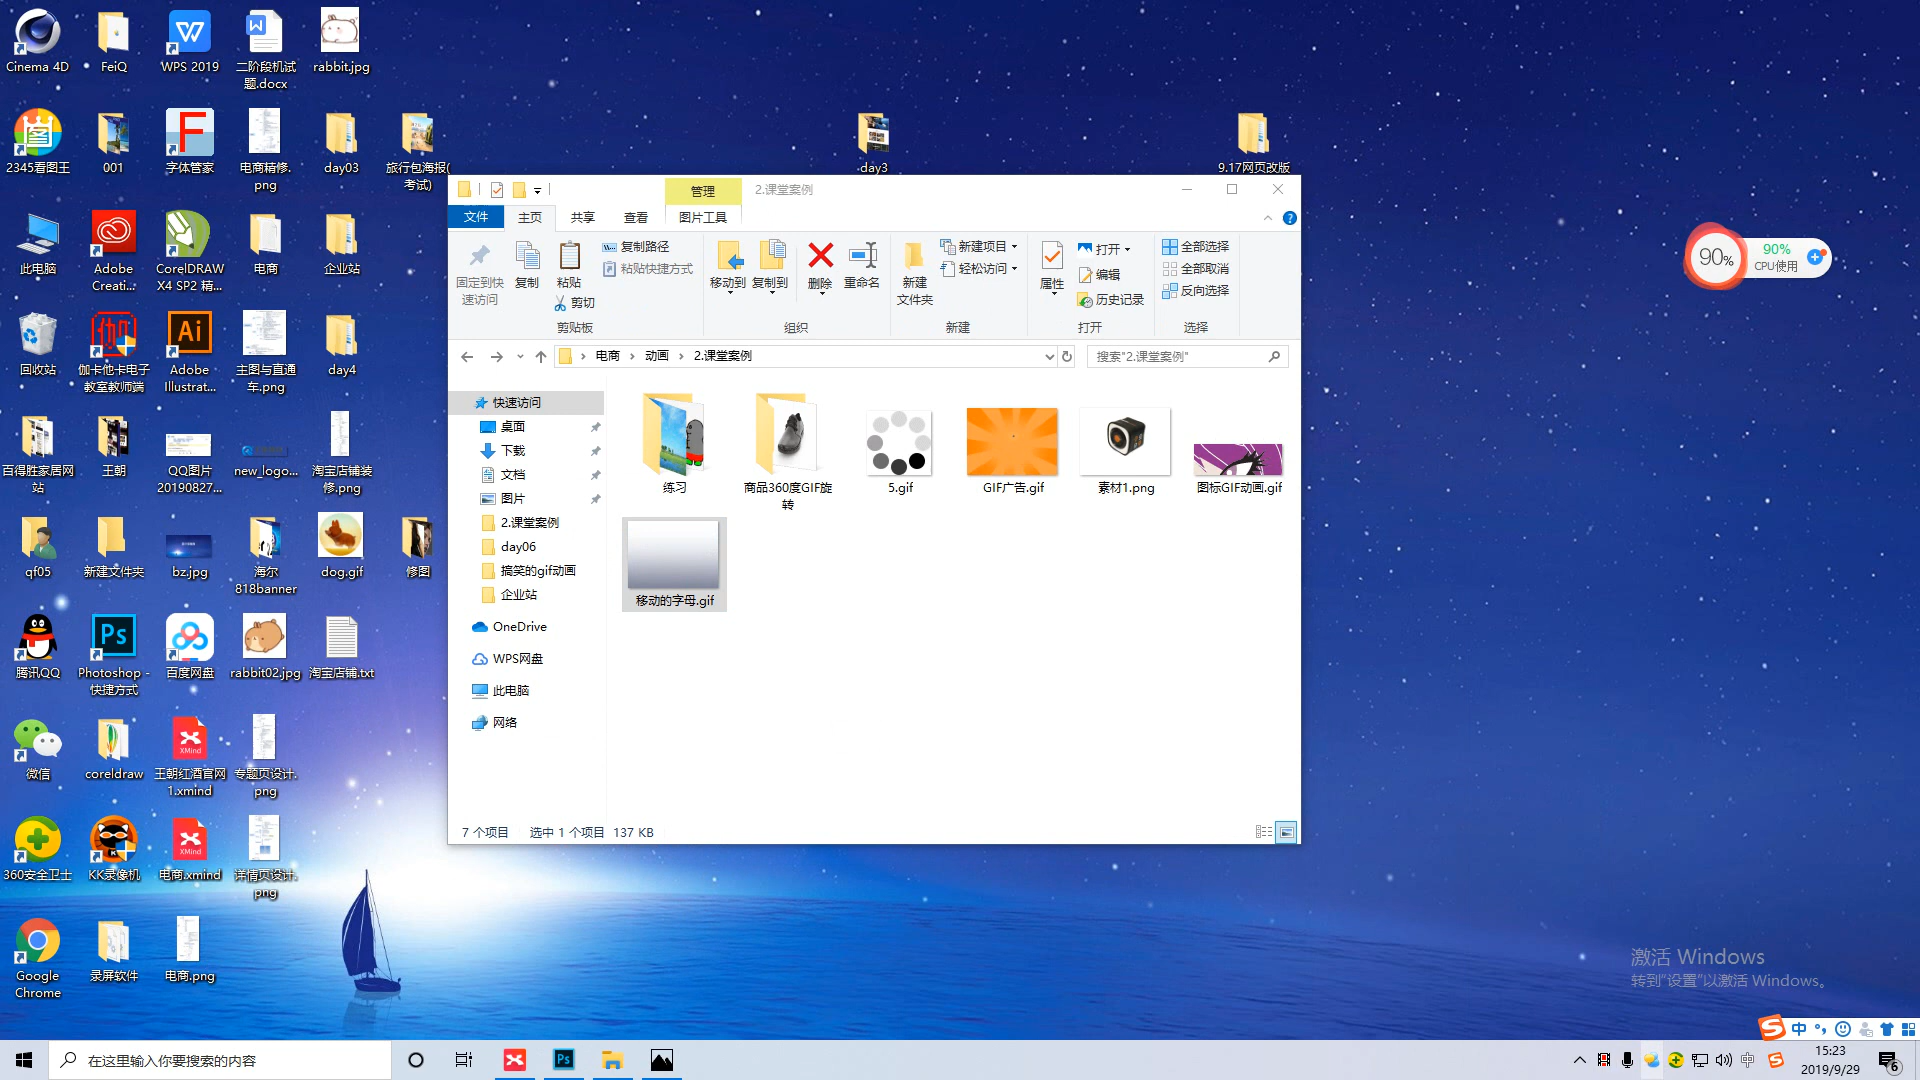 Cinema 4D
FeiQ
WPS 2019
二阶段机试
题.docx
rabbit.jpg
2345看图王
001
字体管家
电商精修.
png
day03
旅行包海报(
考试)
day3
9.17网页改版
此电脑
Adobe
Creati...
CorelDRAW
X4 SP2 精...
电商
企业站
回收站
伽卡他卡电子
教室教师端
Adobe
Illustrat...
主图与直通
车.png
day4
百得胜家居网
站
王朝
QQ图片
20190827...
new_logo...
淘宝店铺装
修.png
qf05
新建文件夹
bz.jpg
海尔
818banner
dog.gif
修图
腾讯QQ
Photoshop -
快捷方式
百度网盘
rabbit02.jpg
淘宝店铺.txt
微信
coreldraw
王朝红酒官网
1.xmind
专题页设计.
png
360安全卫士
KK录像机
电商.xmind
详情页设计.
png
Google
Chrome
录屏软件
电商.png
管理
2.课堂案例
文件
主页
共享
查看
图片工具
固定到快
速访问
复制
粘贴
复制路径
粘贴快捷方式
剪切
剪贴板
移动到
复制到
删除
重命名
组织
新建
文件夹
新建项目
轻松访问
新建
属性
打开
编辑
历史记录
打开
全部选择
全部取消
反向选择
选择
电商
动画
2.课堂案例
搜索"2.课堂案例"
快速访问
桌面
下载
文档
图片
2.课堂案例
day06
搞笑的gif动画
企业站
OneDrive
WPS网盘
此电脑
网络
练习
商品360度GIF旋
转
5.gif
GIF广告.gif
素材1.png
图标GIF动画.gif
移动的字母.gif
7 个项目
选中 1 个项目 137 KB
90%
90%
CPU使用
激活 Windows
转到"设置"以激活 Windows。
中
在这里输入你要搜索的内容
中
15:23
2019/9/29
6